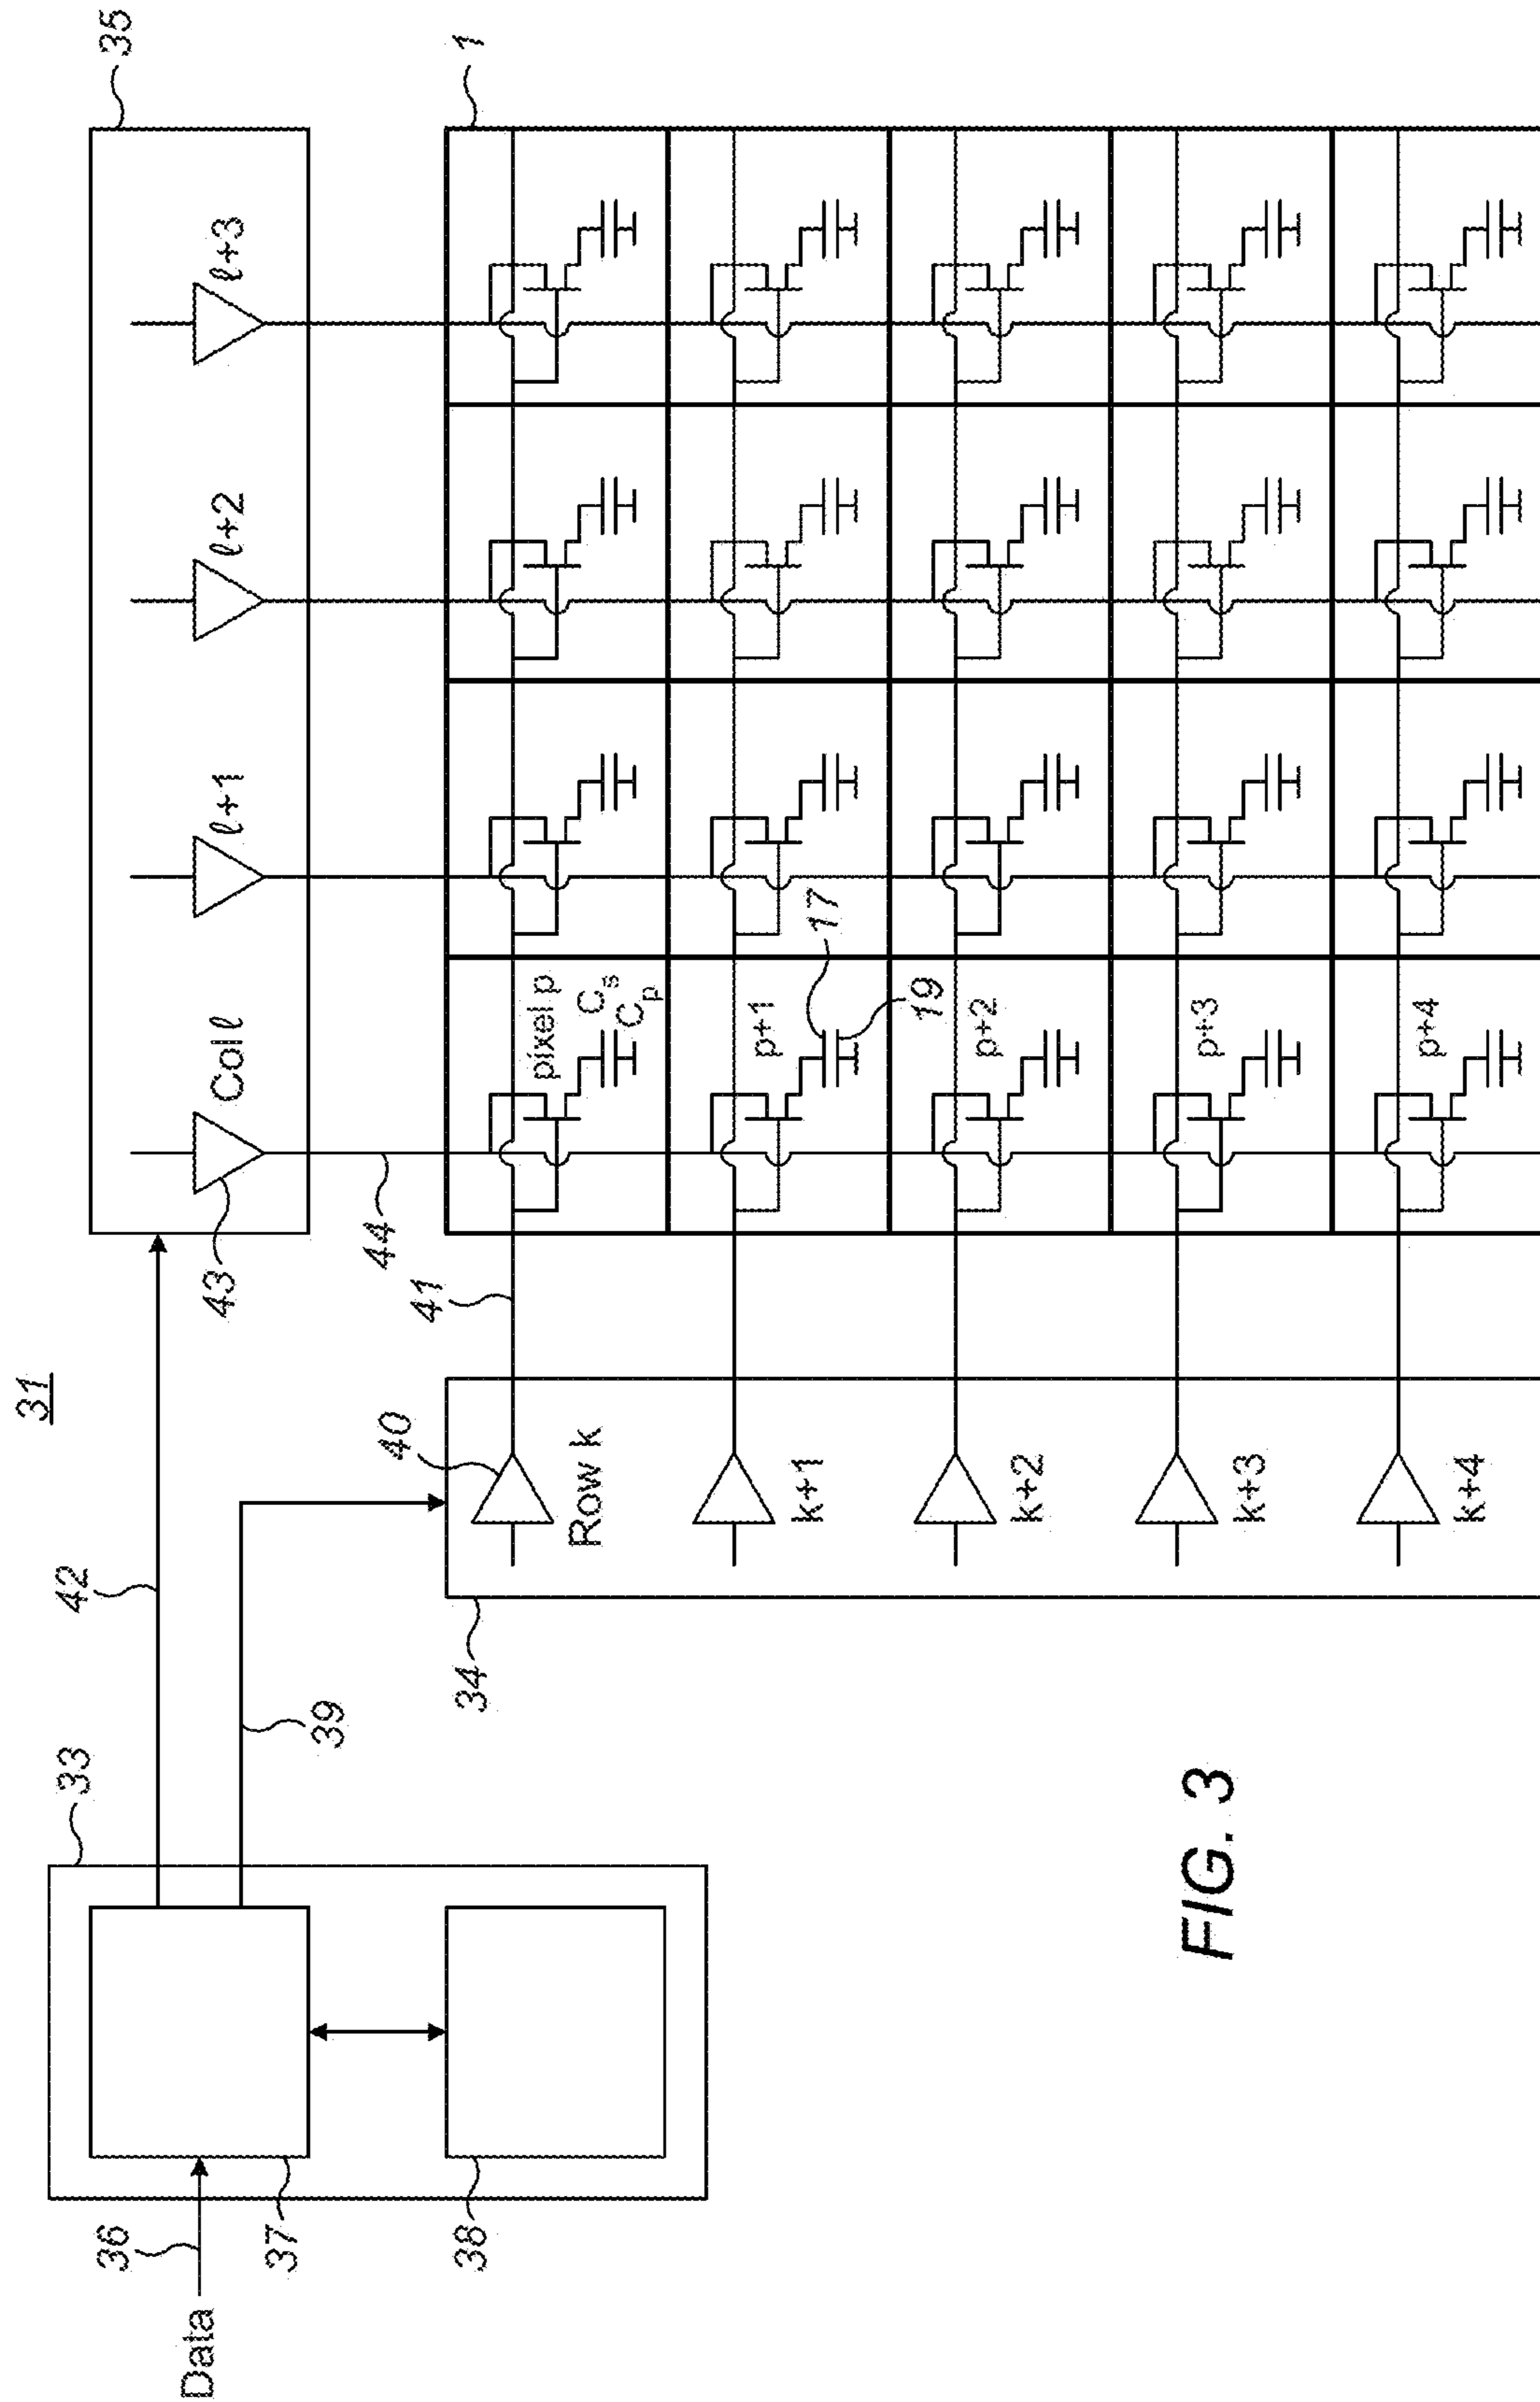 31
35
Col ℓ
ℓ+1
ℓ+2
ℓ+3
43
42
44
1
33
36
Data
37
38
39
34
40
41
Row k
k+1
k+2
k+3
k+4
pixel p
Cs
Cp
p+1
17
19
p+2
p+3
p+4
FIG. 3